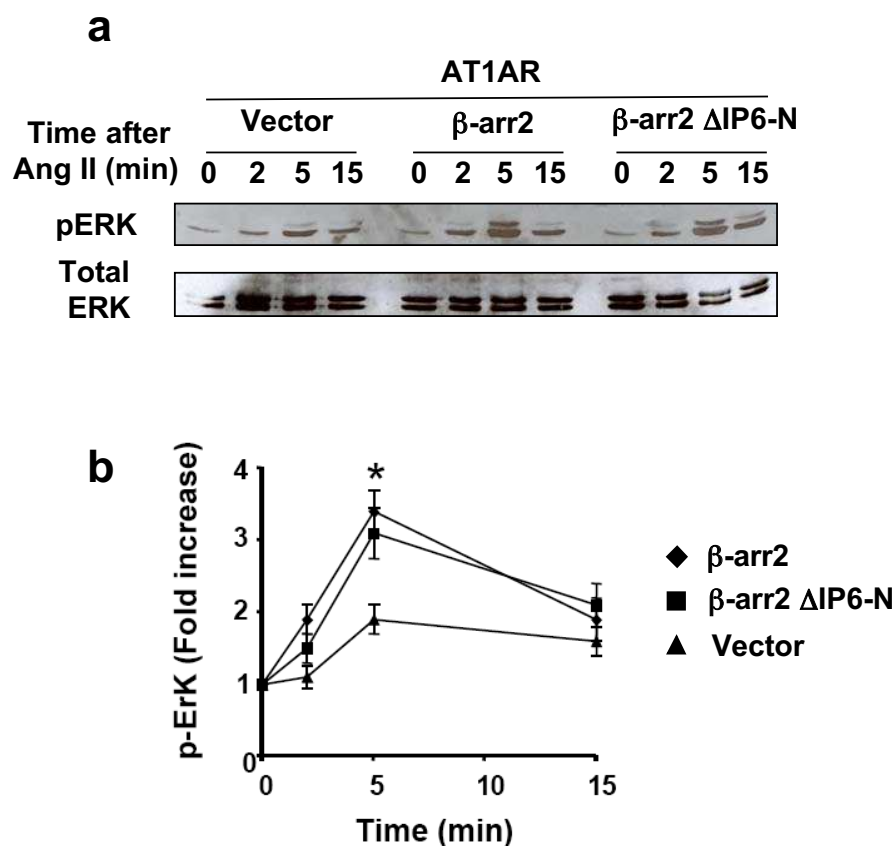 a
AT1AR
Time after
Ang II (min)
Vector
β-arr2
β-arr2 ΔIP6-N
0 2 5 15 0 2 5 15 0 2 5 15
pERK
Total
ERK
b
p-ErK (Fold increase)
4
3
2
1
0
*
0 5 10 15
Time (min)
β-arr2
β-arr2 ΔIP6-N
Vector